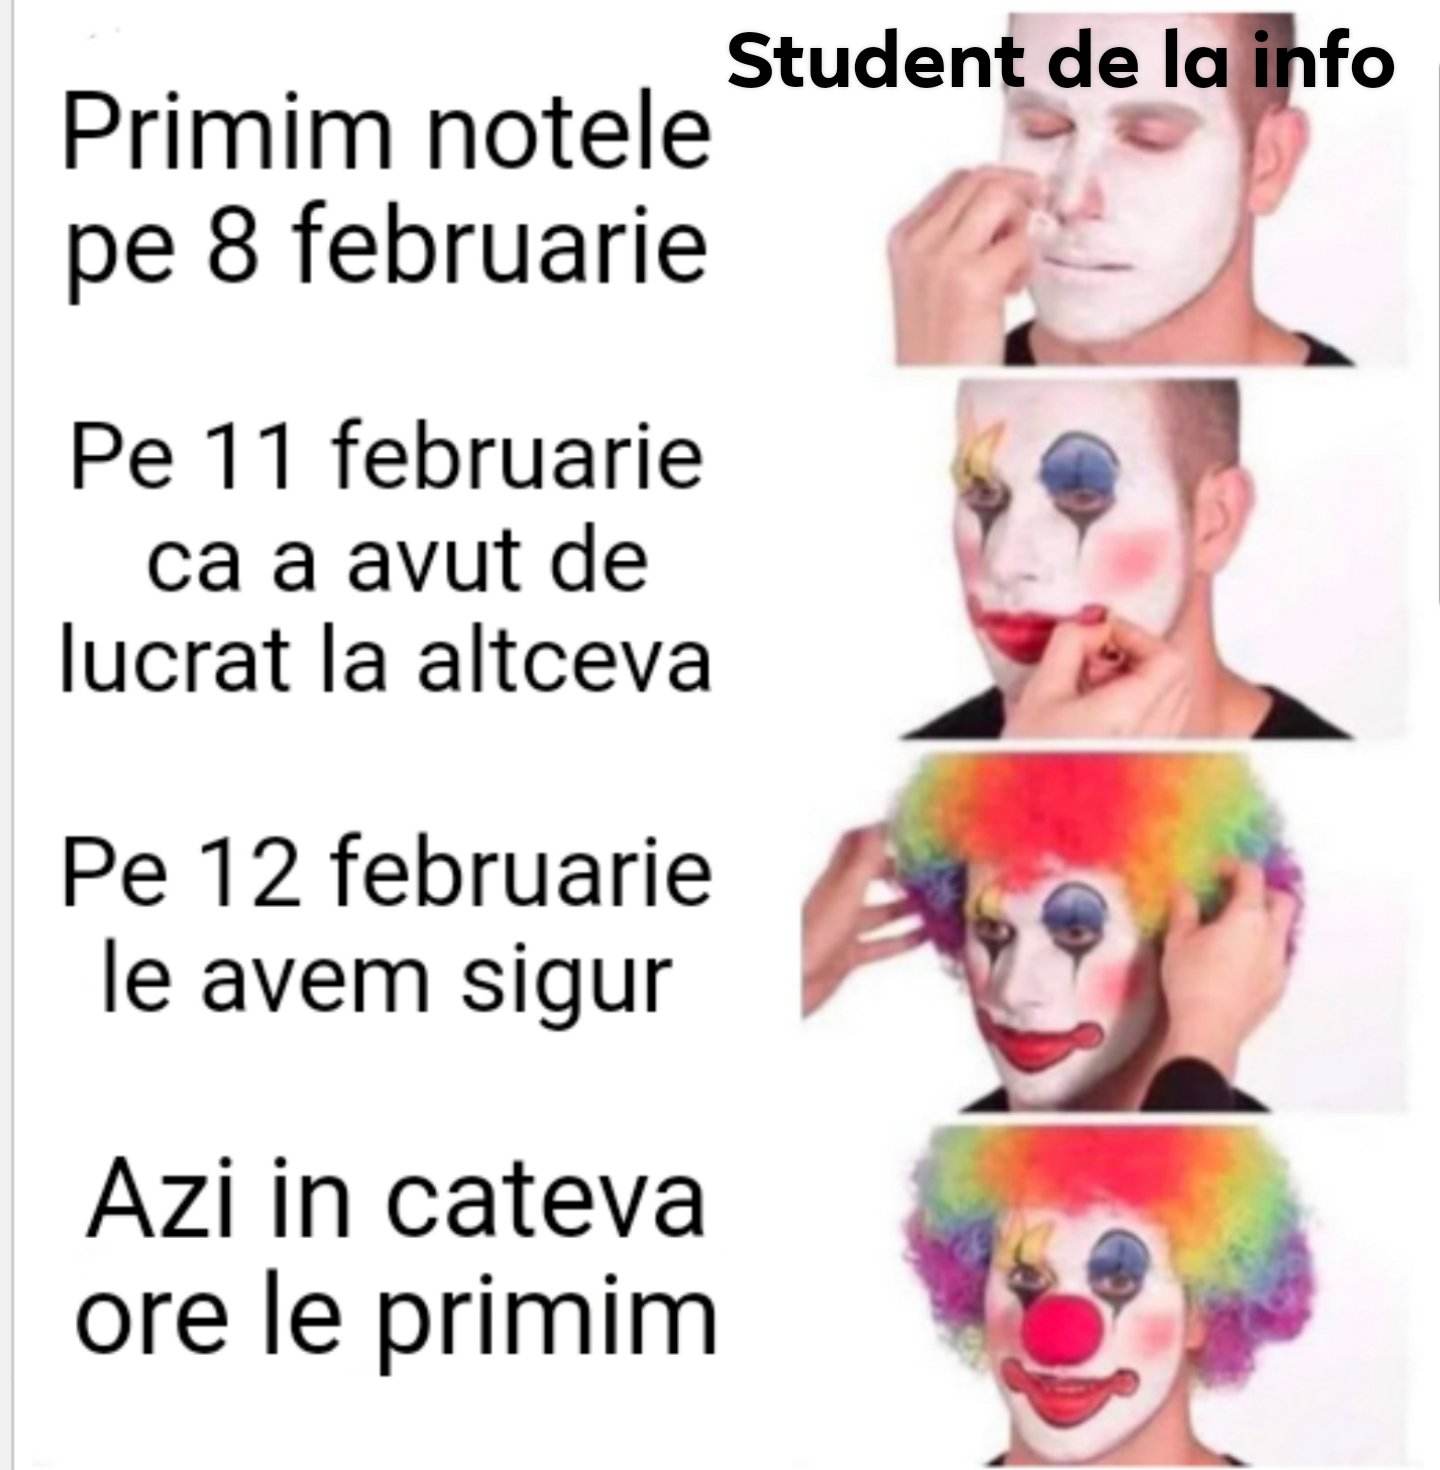 Student de la info
Primim notele
pe 8 februarie
Pe 11 februarie
ca a avut de
lucrat la altceva
Pe 12 februarie
le avem sigur
Azi in cateva
ore le primim